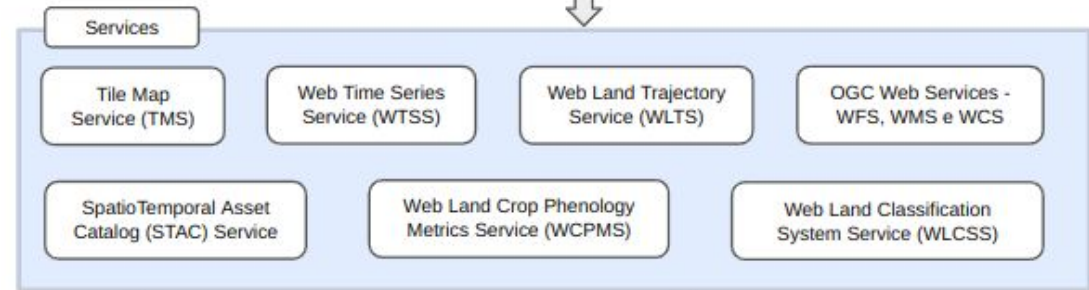 Services
Tile Map
Service (TMS)
Web Time Series
Service (WTSS)
Web Land Trajectory
Service (WLTS)
OGC Web Services -
WFS, WMS e WCS
SpatioTemporal Asset
Catalog (STAC) Service
Web Land Crop Phenology
Metrics Service (WCPMS)
Web Land Classification
System Service (WLCSS)